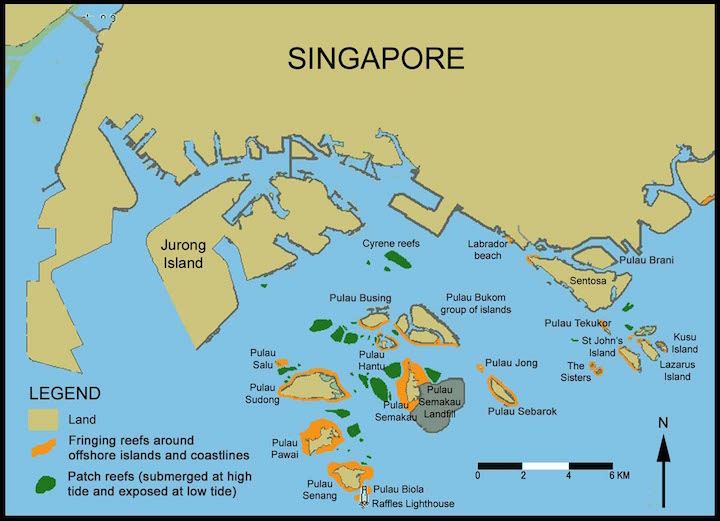 SINGAPORE
Jurong
Island
Cyrene reefs
Labrador
beach
Pulau Brani
Sentosa
Pulau Busing
Pulau Bukom
group of islands
Pulau Tekukor
St John's
Island
Kusu
Island
Lazarus
Island
The
Sisters
Pulau
Salu
Pulau
Hantu
Pulau Jong
Pulau
Sudong
Pulau
Semakau
Pulau
Semakau
Landfill
Pulau Sebarok
Pulau
Pawai
Pulau
Senang
Pulau Biola
Raffles Lighthouse
LEGEND
Land
Fringing reefs around
offshore islands and coastlines
Patch reefs (submerged at high
tide and exposed at low tide)
0 2 4 6 KM
N